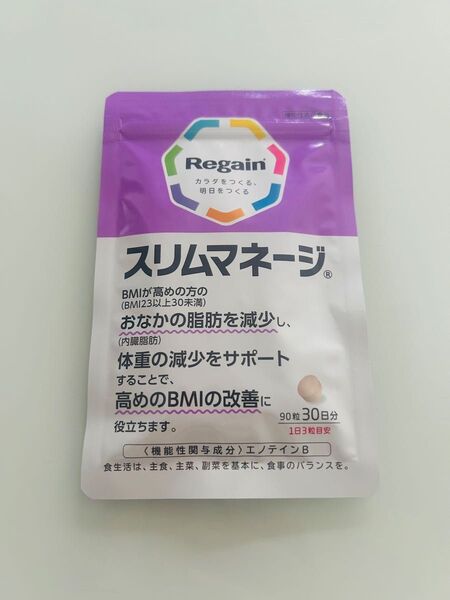 Regain®
カラダをつくる、
明日をつくる
スリムマネージ®
BMIが高めの方の
(BMI23以上30未満)
おなかの脂肪を減少し、
(内臓脂肪)
体重の減少をサポート
することで、
高めのBMIの改善に
役立ちます。
90粒30日分
1日3粒目安
〈機能性関与成分〉エノテインB
食生活は、主食、主菜、副菜を基本に、食事のバランスを。